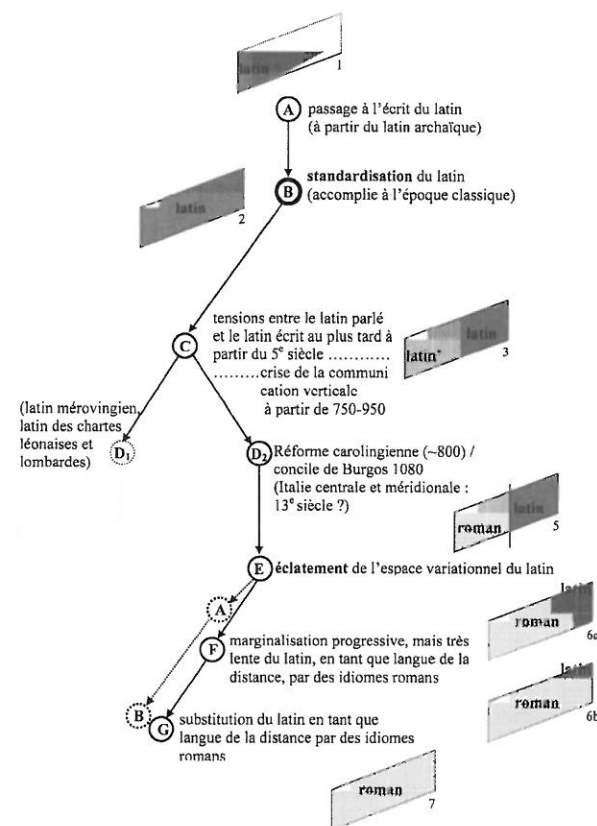 latin
1
A passage à l'écrit du latin
(à partir du latin archaïque)
B standardisation du latin
(accomplie à l'époque classique)
latin
2
tensions entre le latin parlé
et le latin écrit au plus tard à
C partir du 5e siècle ............
.........crise de la communi
cation verticale
à partir de 750-950
latin
latin+
3
(latin mérovingien,
latin des chartes
léonaises et
lombardes) D1
D2 Réforme carolingienne (~800) /
concile de Burgos 1080
(Italie centrale et méridionale :
13e siècle ?)
latin
roman
5
E éclatement de l'espace variationnel du latin
A
latin
roman
6a
F marginalisation progressive, mais très
lente du latin, en tant que langue de la
distance, par des idiomes romans
latin
roman
6b
B
G substitution du latin en tant que
langue de la distance par des idiomes
romans
roman
7